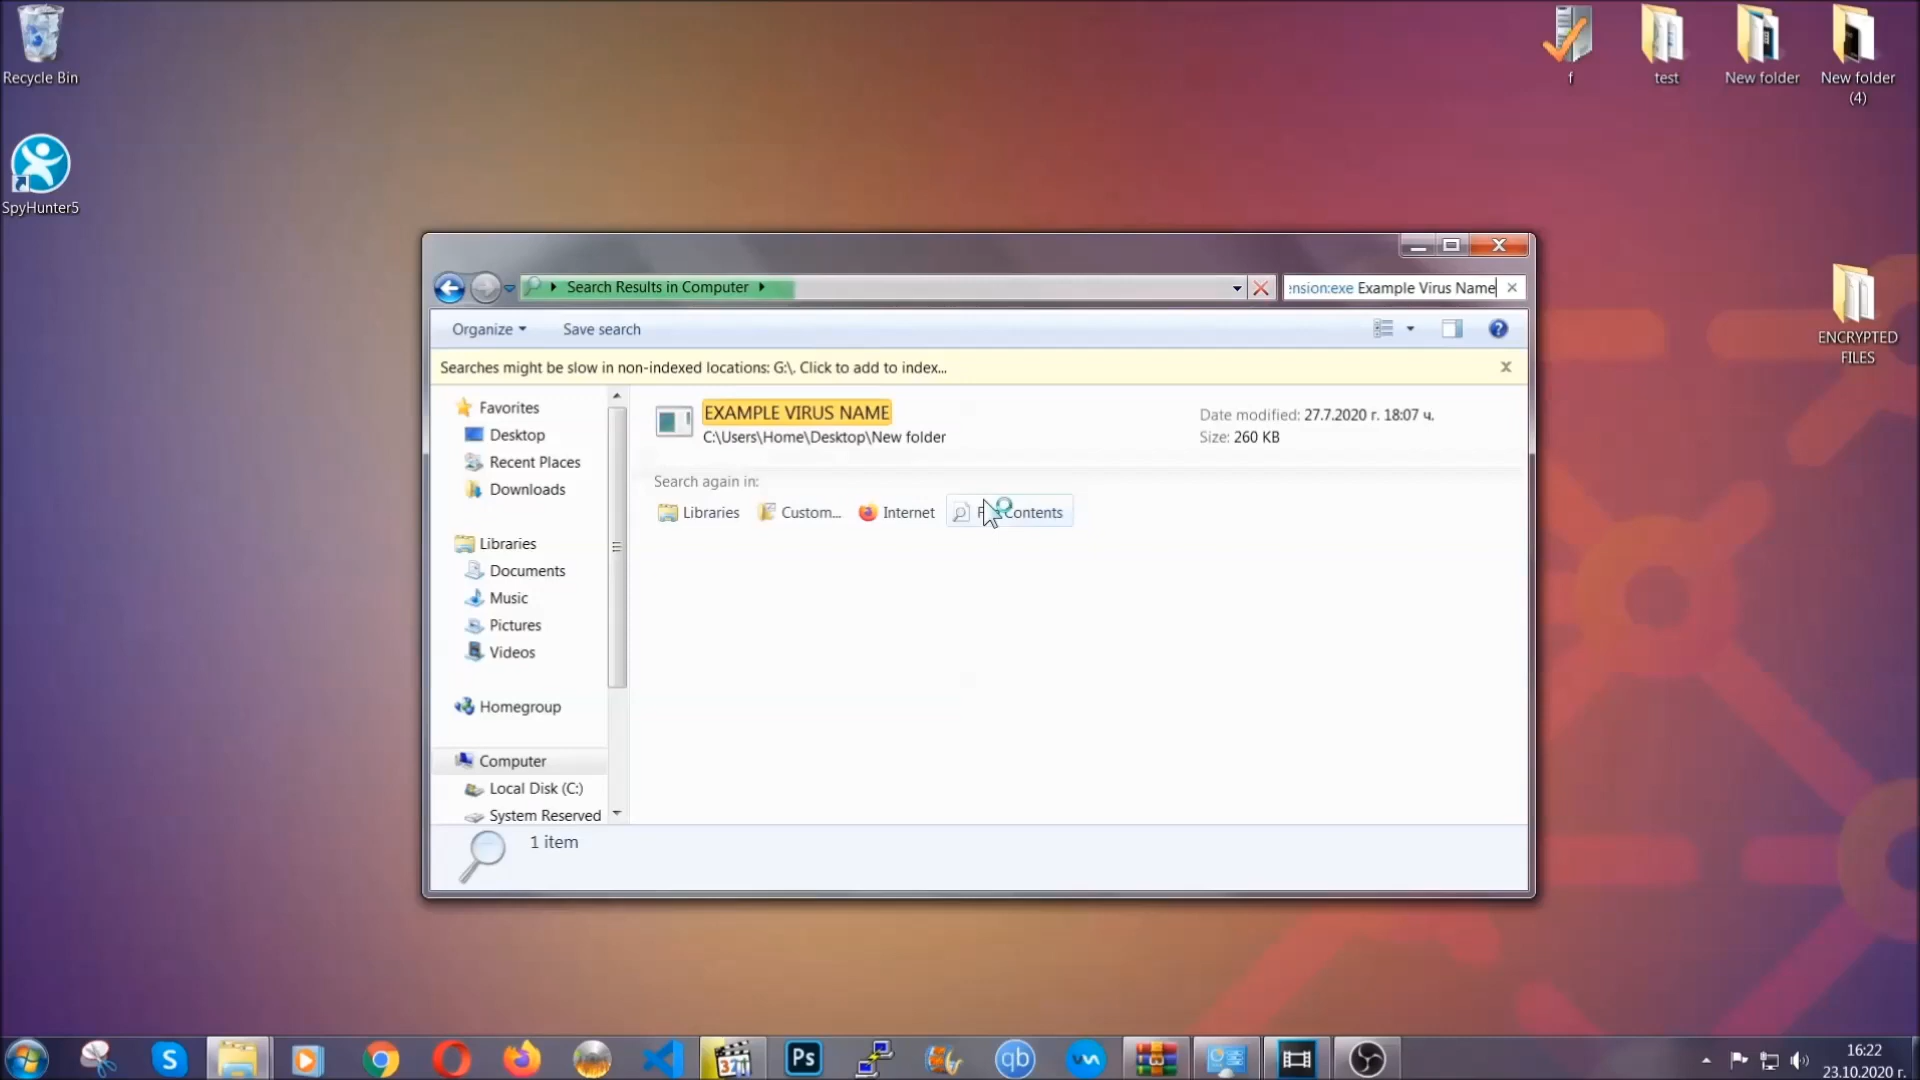 Recycle Bin
SpyHunter5
f
test
New folder
New folder
(4)
ENCRYPTED
FILES
Search Results in Computer
ension:exe Example Virus Name
Organize
Save search
Searches might be slow in non-indexed locations: G:\. Click to add to index...
Favorites
Desktop
Recent Places
Downloads
Libraries
Documents
Music
Pictures
Videos
Homegroup
Computer
Local Disk (C:)
System Reserved
EXAMPLE VIRUS NAME
C:\Users\Home\Desktop\New folder
Date modified: 27.7.2020 г. 18:07 ч.
Size: 260 KB
Search again in:
Libraries
Custom...
Internet
Contents
1 item
S
321
Ps
qb
16:22
23.10.2020 г.